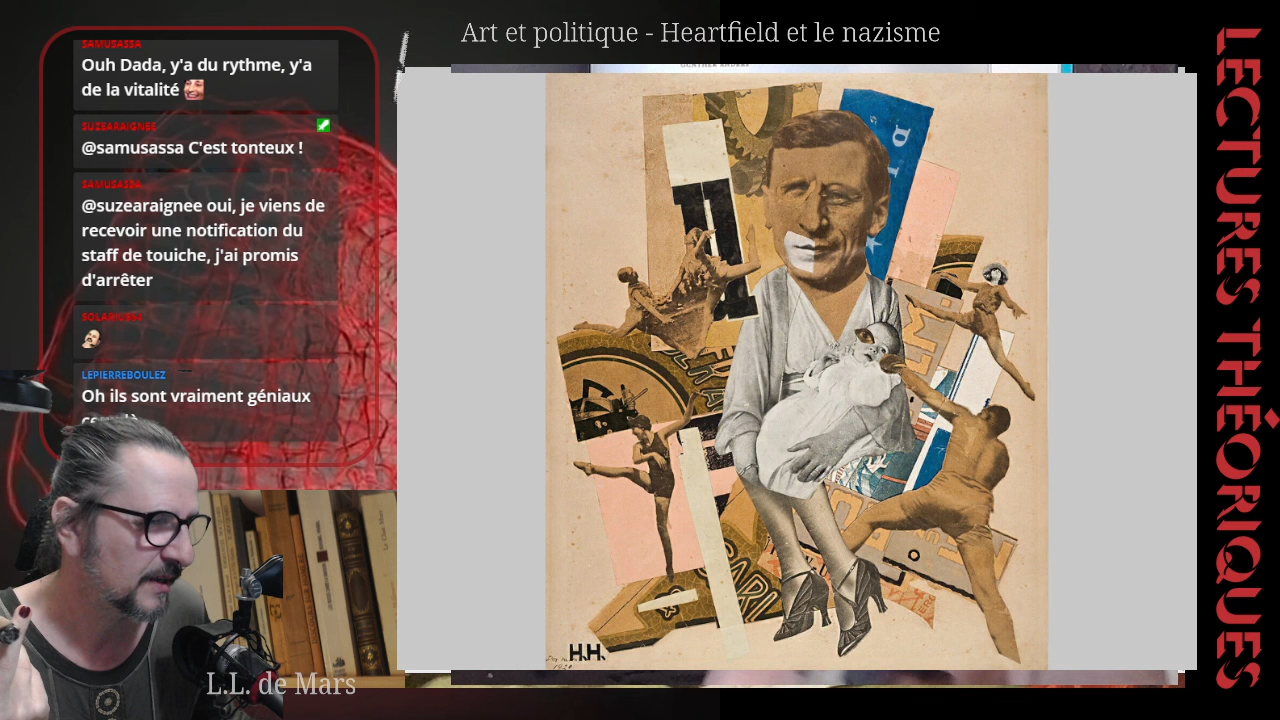 Art et politique - Heartfield et le nazisme
SAMUSASSA
Ouh Dada, y'a du rythme, y'a
de la vitalité
SUZEARAIGNEE
@samusassa C'est tonteux !
SAMUSASSA
@suzearaignee oui, je viens de
recevoir une notification du
staff de touiche, j'ai promis
d'arrêter
SOLARIUSSS
LEPIERREBOULEZ
Oh ils sont vraiment géniaux
L.L. de Mars
H.H.
LECTURES THÉORIQUES